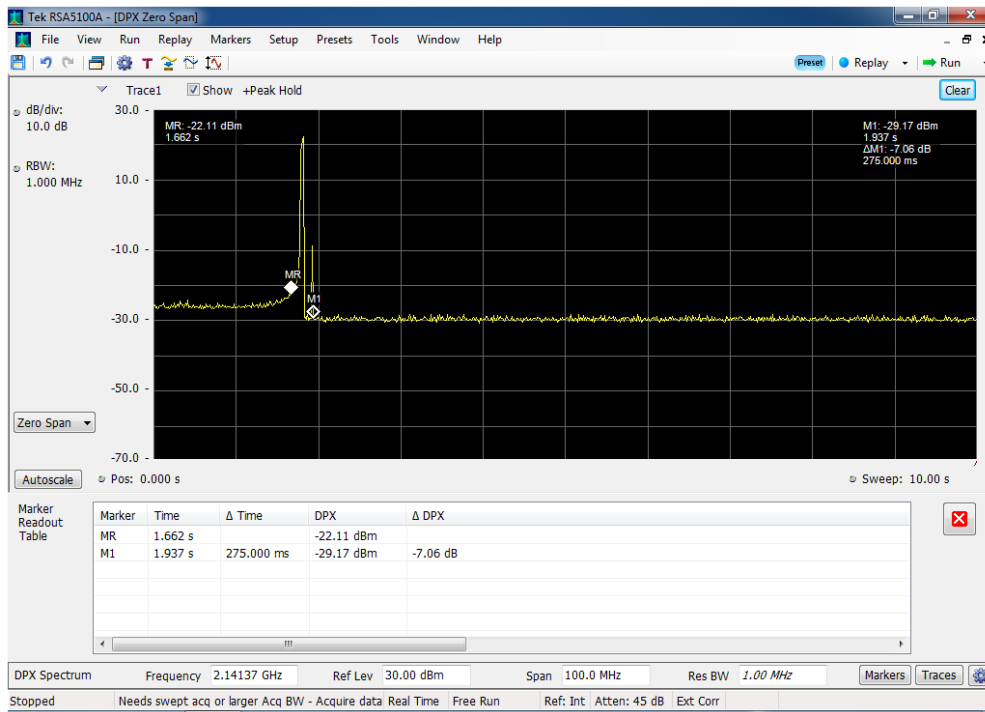 Tek RSA5100A - [DPX Zero Span]
File View Run Replay Markers Setup Presets Tools Window Help
T Preset Replay Run
Trace1 Show +Peak Hold Clear
dB/div:
10.0 dB
RBW:
1.000 MHz
30.0 -
10.0 -
-10.0 -
-30.0 -
-50.0 -
-70.0 -
MR: -22.11 dBm
1.662 s
M1: -29.17 dBm
1.937 s
ΔM1: -7.06 dB
275.000 ms
MR
M1
Zero Span
Autoscale Pos: 0.000 s Sweep: 10.00 s
Marker
Readout
Table
Marker Time Δ Time DPX Δ DPX
MR 1.662 s -22.11 dBm
M1 1.937 s 275.000 ms -29.17 dBm -7.06 dB
DPX Spectrum Frequency 2.14137 GHz Ref Lev 30.00 dBm Span 100.0 MHz Res BW 1.00 MHz Markers Traces
Stopped Needs swept acq or larger Acq BW - Acquire data Real Time Free Run Ref: Int Atten: 45 dB Ext Corr